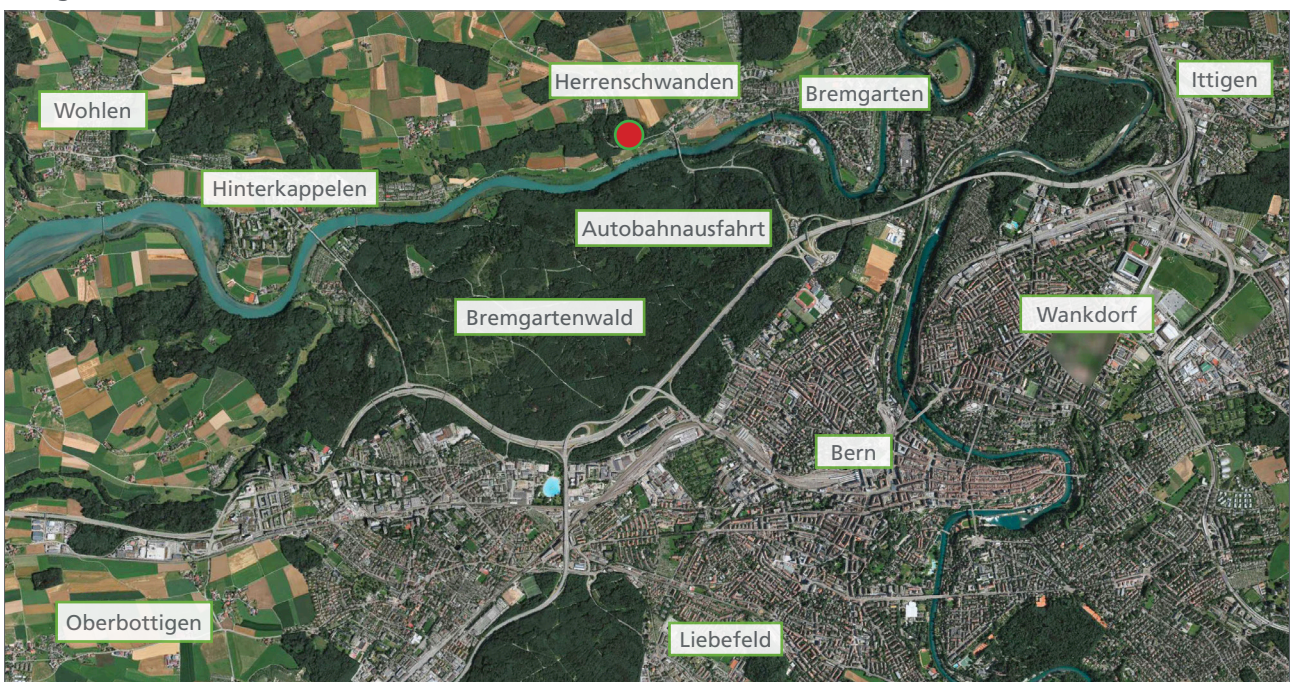 Herrenschwanden
Ittigen
Bremgarten
Wohlen
Hinterkappelen
Autobahnausfahrt
Bremgartenwald
Wankdorf
Bern
Oberbottigen
Liebefeld